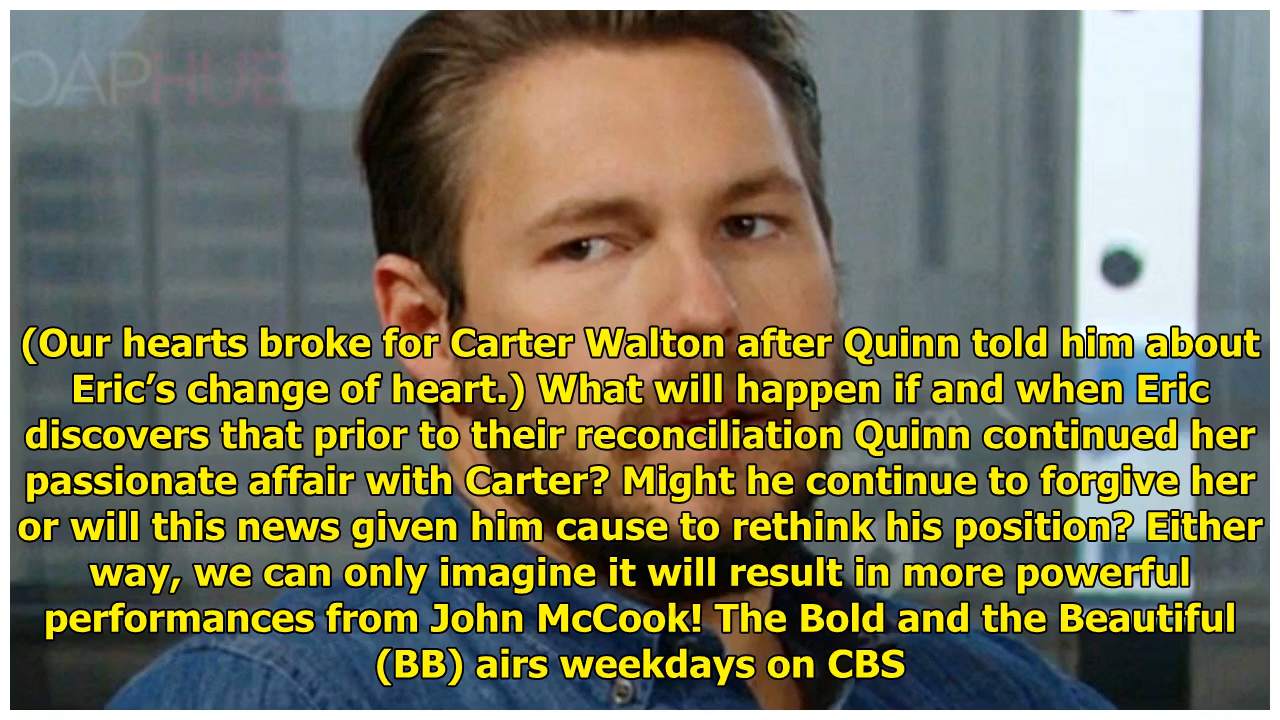 OAPHUB
(Our hearts broke for Carter Walton after Quinn told him about
Eric’s change of heart.) What will happen if and when Eric
discovers that prior to their reconciliation Quinn continued her
passionate affair with Carter? Might he continue to forgive her
or will this news given him cause to rethink his position? Either
way, we can only imagine it will result in more powerful
performances from John McCook! The Bold and the Beautiful
(BB) airs weekdays on CBS